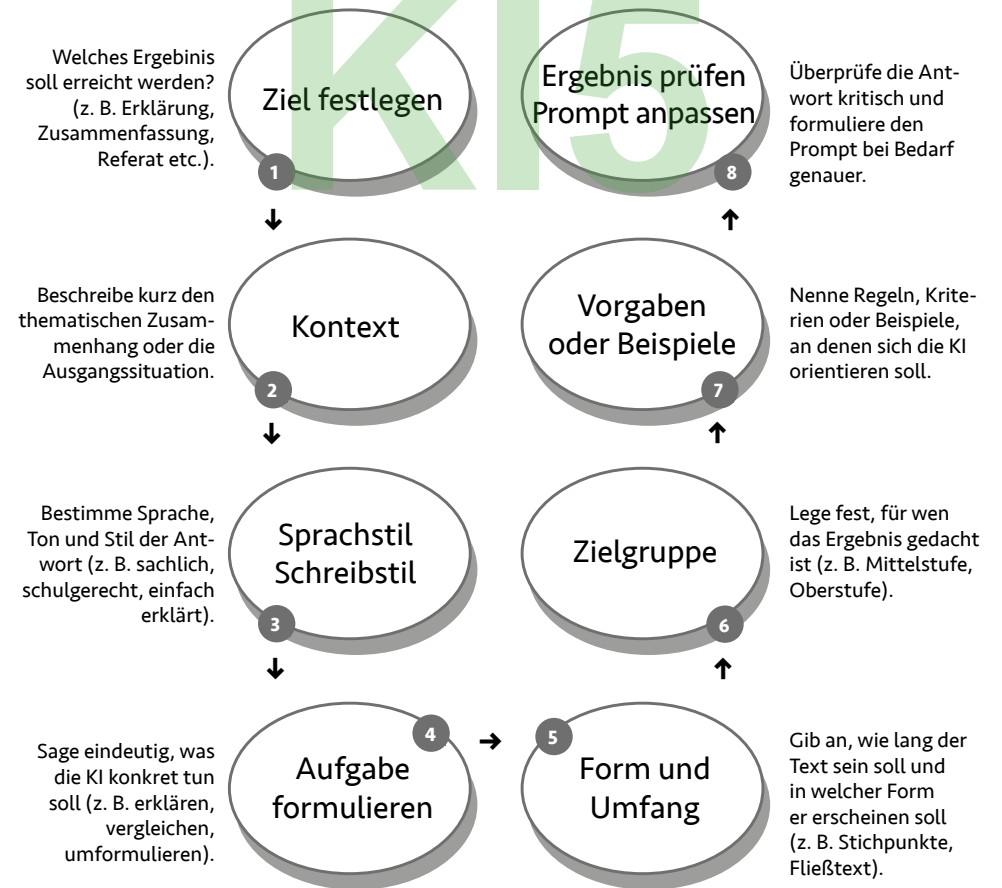 KI5
Welches Ergebinis
soll erreicht werden?
(z. B. Erklärung,
Zusammenfassung,
Referat etc.).
Ziel festlegen
1
↓
Beschreibe kurz den
thematischen Zusam-
menhang oder die
Ausgangssituation.
Kontext
2
↓
Bestimme Sprache,
Ton und Stil der Ant-
wort (z. B. sachlich,
schulgerecht, einfach
erklärt).
Sprachstil
Schreibstil
3
↓
Sage eindeutig, was
die KI konkret tun
soll (z. B. erklären,
vergleichen,
umformulieren).
Aufgabe
formulieren
4
→
5
Form und
Umfang
Gib an, wie lang der
Text sein soll und
in welcher Form
er erscheinen soll
(z. B. Stichpunkte,
Fließtext).
↑
6
Zielgruppe
Lege fest, für wen
das Ergebnis gedacht
ist (z. B. Mittelstufe,
Oberstufe).
↑
7
Vorgaben
oder Beispiele
Nenne Regeln, Krite-
rien oder Beispiele,
an denen sich die KI
orientieren soll.
↑
8
Ergebnis prüfen
Prompt anpassen
Überprüfe die Ant-
wort kritisch und
formuliere den
Prompt bei Bedarf
genauer.